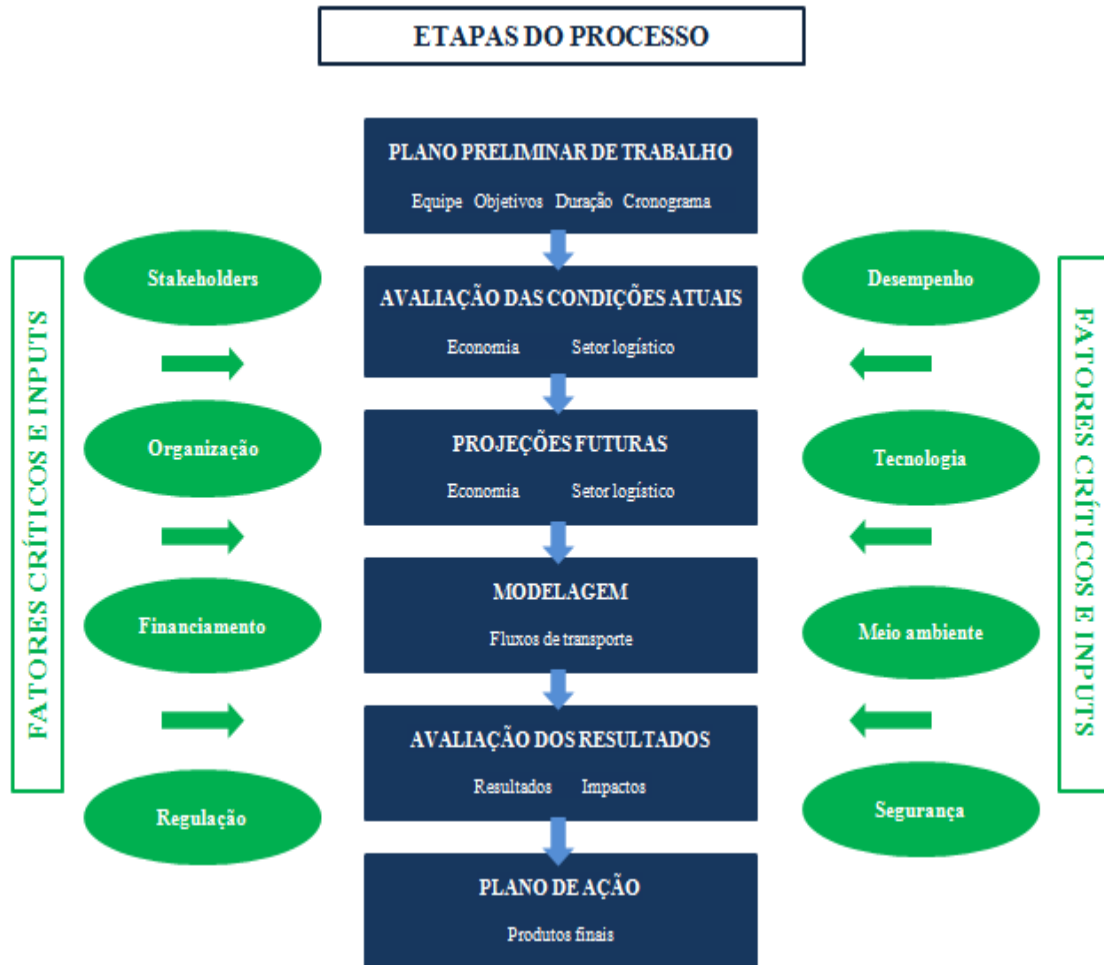 ETAPAS DO PROCESSO
PLANO PRELIMINAR DE TRABALHO
Equipe Objetivos Duração Cronograma
AVALIAÇÃO DAS CONDIÇÕES ATUAIS
Economia Setor logístico
PROJEÇÕES FUTURAS
Economia Setor logístico
MODELAGEM
Fluxos de transporte
AVALIAÇÃO DOS RESULTADOS
Resultados Impactos
PLANO DE AÇÃO
Produtos finais
FATORES CRÍTICOS E INPUTS
Stakeholders
Organização
Financiamento
Regulação
Desempenho
Tecnologia
Meio ambiente
Segurança
FATORES CRÍTICOS E INPUTS